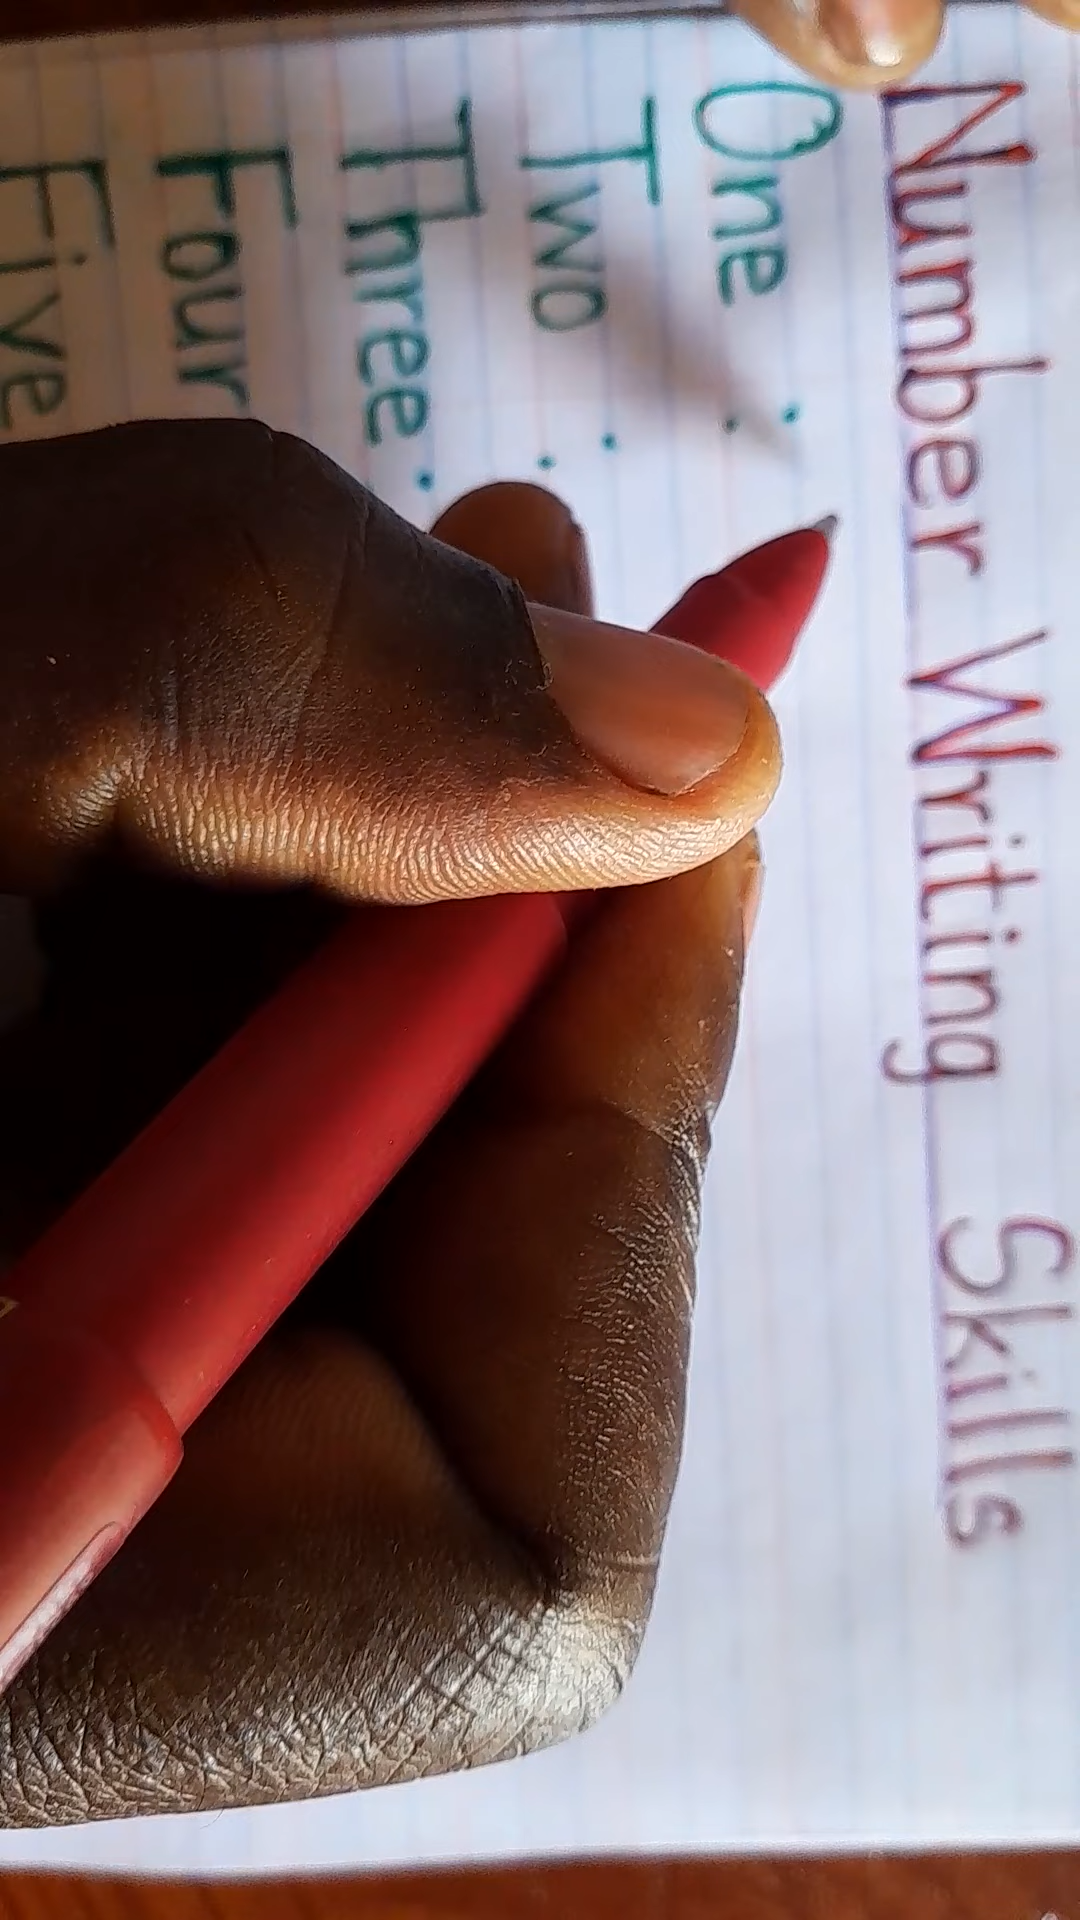 Number Writing Skills
One :
Two :
Three :
Four
Five